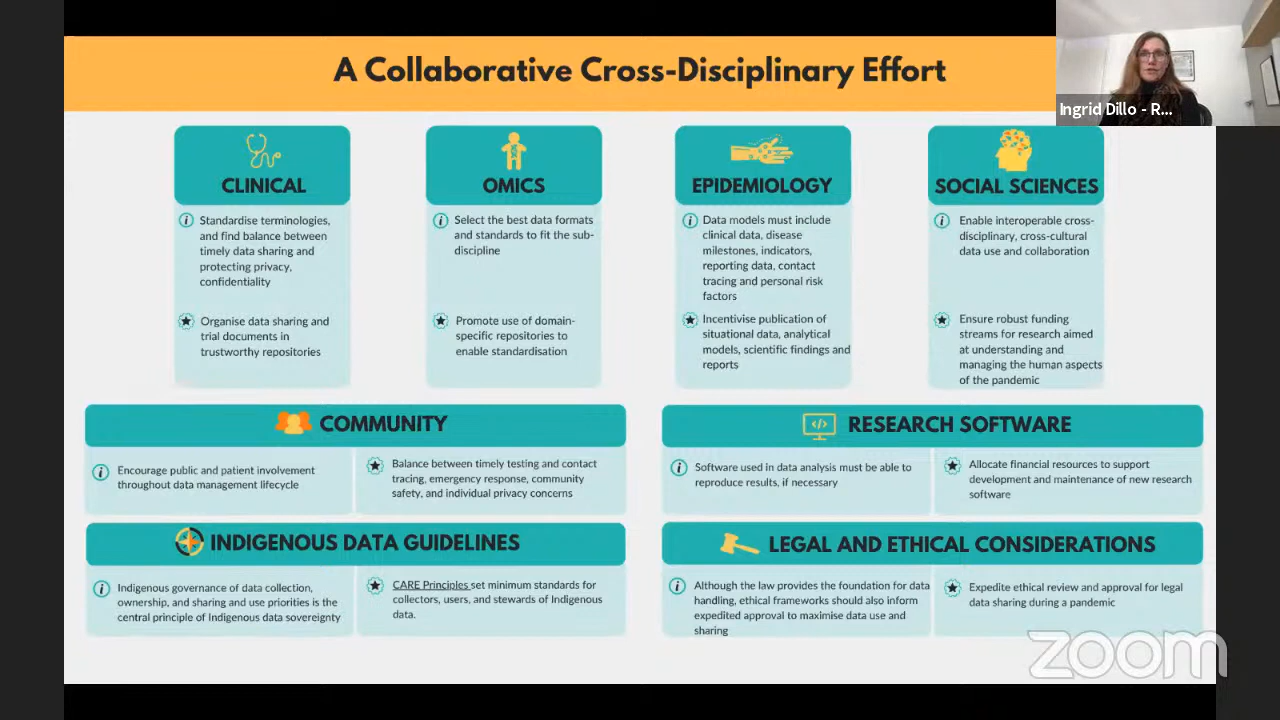 A Collaborative Cross-Disciplinary Effort
Ingrid Dillo - R...
CLINICAL
Standardise terminologies,
and find balance between
timely data sharing and
protecting privacy,
confidentiality
Organise data sharing and
trial documents in
trustworthy repositories
OMICS
Select the best data formats
and standards to fit the sub-
discipline
Promote use of domain-
specific repositories to
enable standardisation
EPIDEMIOLOGY
Data models must include
clinical data, disease
milestones, indicators,
reporting data, contact
tracing and personal risk
factors
Incentivise publication of
situational data, analytical
models, scientific findings and
reports
SOCIAL SCIENCES
Enable interoperable cross-
disciplinary, cross-cultural
data use and collaboration
Ensure robust funding
streams for research aimed
at understanding and
managing the human aspects
of the pandemic
COMMUNITY
Encourage public and patient involvement
throughout data management lifecycle
Balance between timely testing and contact
tracing, emergency response, community
safety, and individual privacy concerns
RESEARCH SOFTWARE
Software used in data analysis must be able to
reproduce results, if necessary
Allocate financial resources to support
development and maintenance of new research
software
INDIGENOUS DATA GUIDELINES
Indigenous governance of data collection,
ownership, and sharing and use priorities is the
central principle of Indigenous data sovereignty
CARE Principles set minimum standards for
collectors, users, and stewards of Indigenous
data.
LEGAL AND ETHICAL CONSIDERATIONS
Although the law provides the foundation for data
handling, ethical frameworks should also inform
expedited approval to maximise data use and
sharing
Expedite ethical review and approval for legal
data sharing during a pandemic
zoom